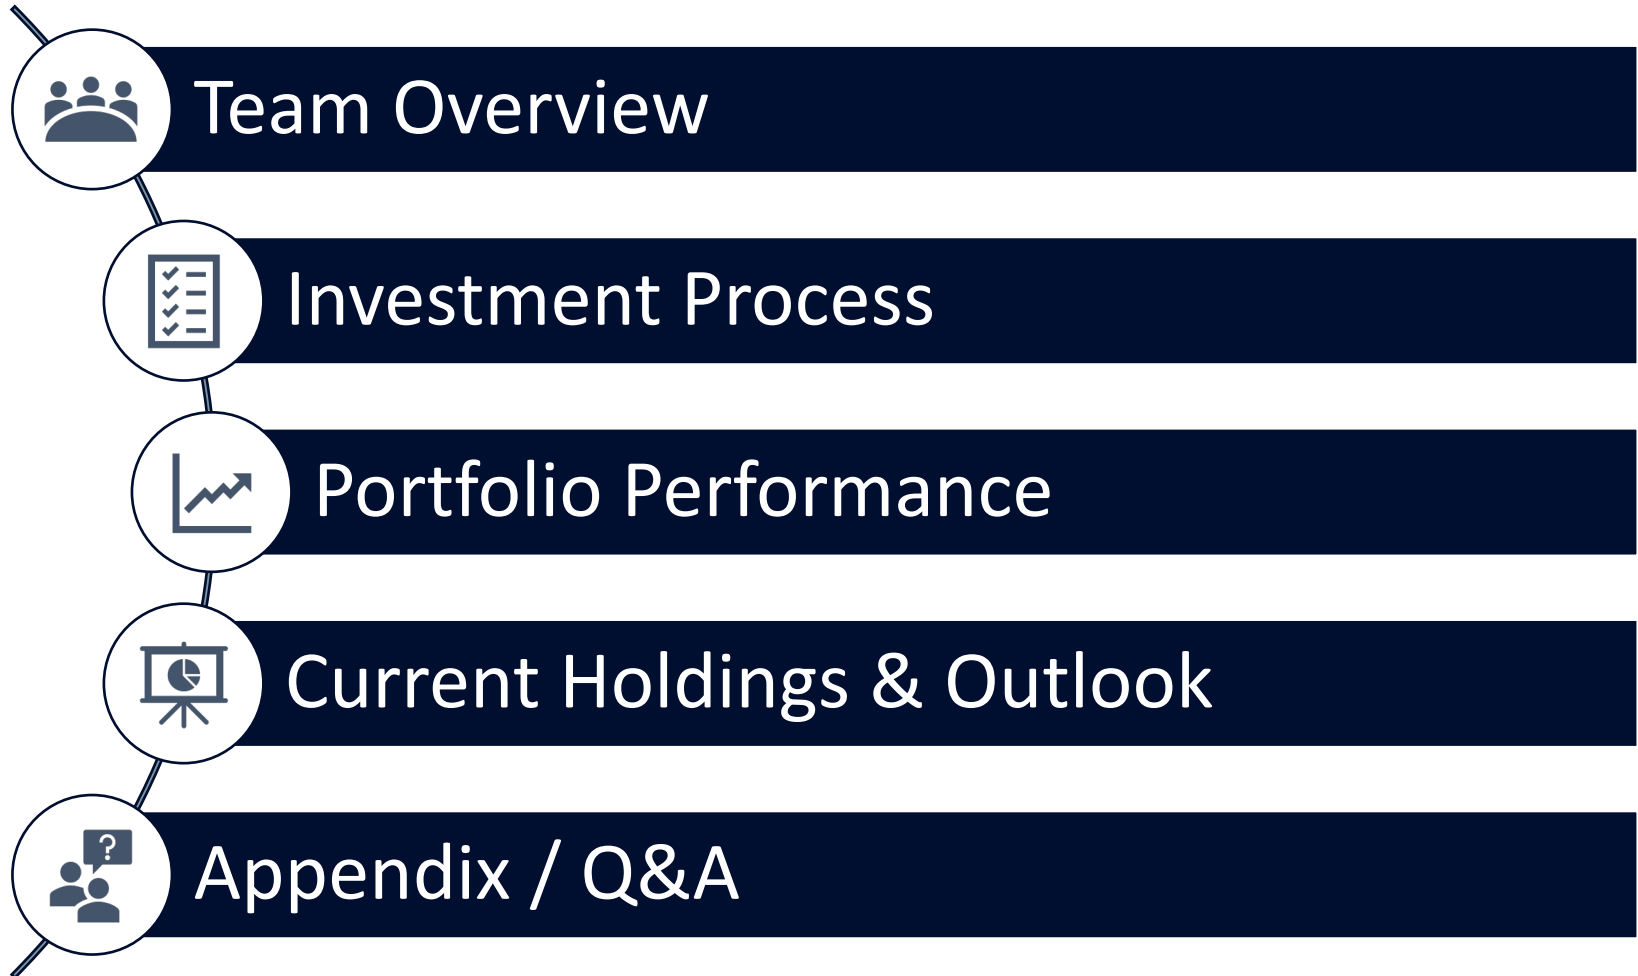 Team Overview
Investment Process
Portfolio Performance
Current Holdings & Outlook
?
Appendix / Q&A